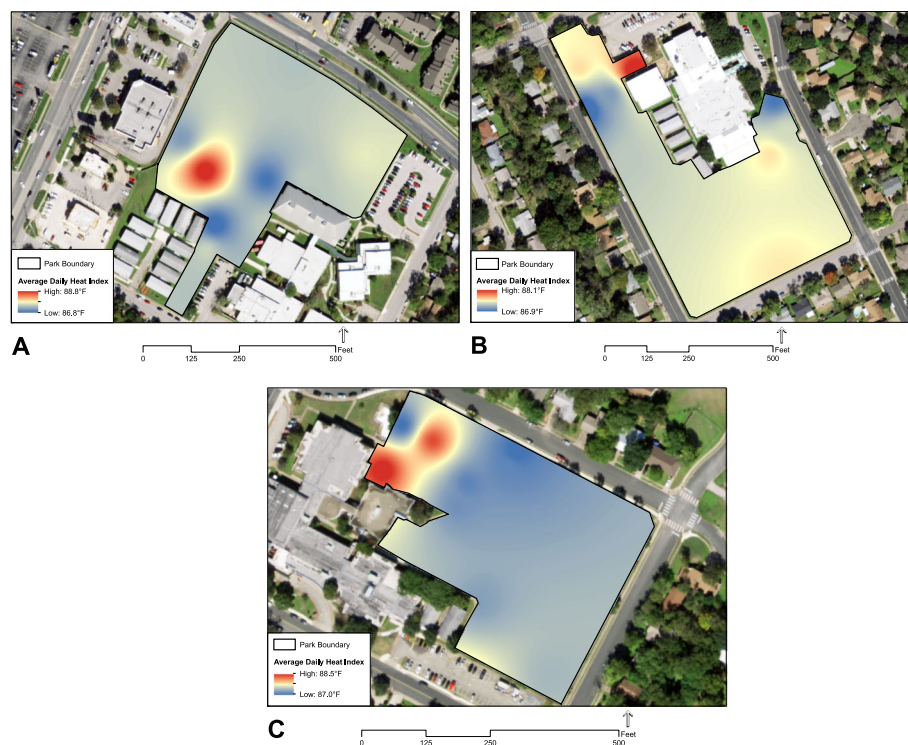 Park Boundary
Average Daily Heat Index
High: 88.8°F
Low: 86.8°F
A
Feet
0 125 250 500
Park Boundary
Average Daily Heat Index
High: 88.1°F
Low: 86.9°F
B
Feet
0 125 250 500
Park Boundary
Average Daily Heat Index
High: 88.5°F
Low: 87.0°F
C
Feet
0 125 250 500